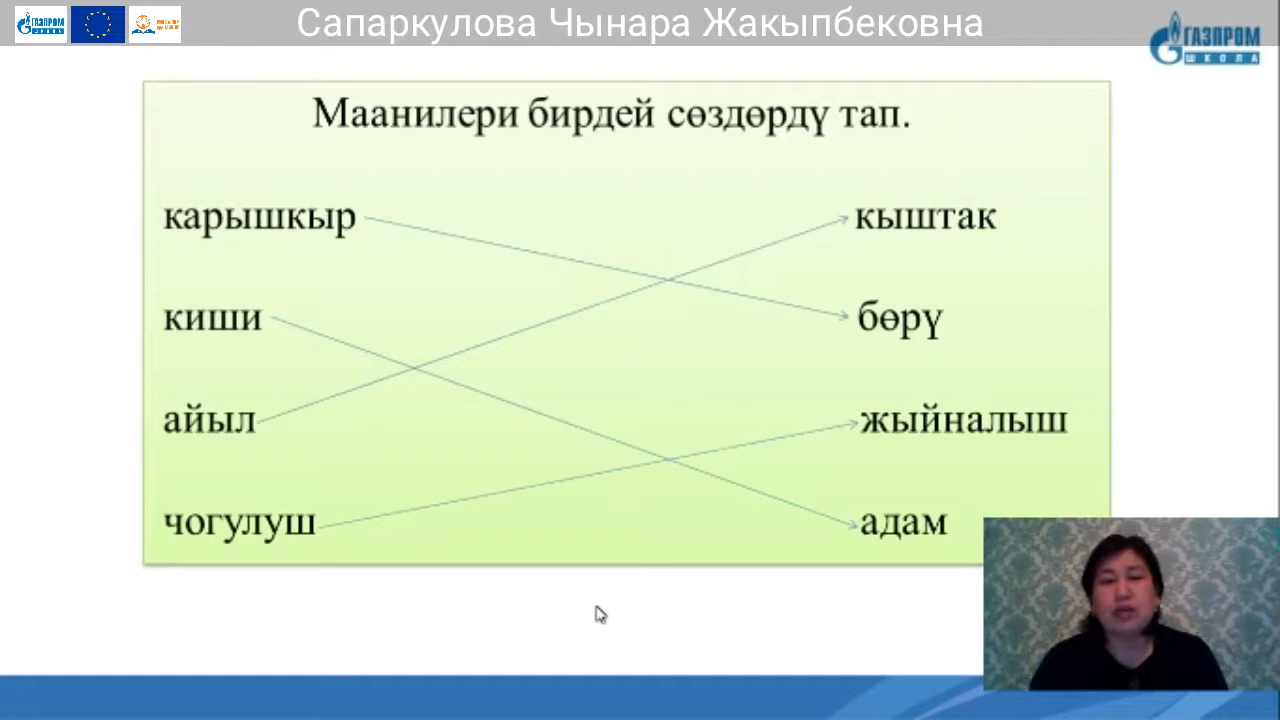 Сапаркулова Чынара Жакыпбековна
ГАЗПРОМ
ШКОЛА
Маанилери бирдей сөздөрдү тап.
карышкыр
кыштак
киши
бөрү
айыл
жыйналыш
чогулуш
адам